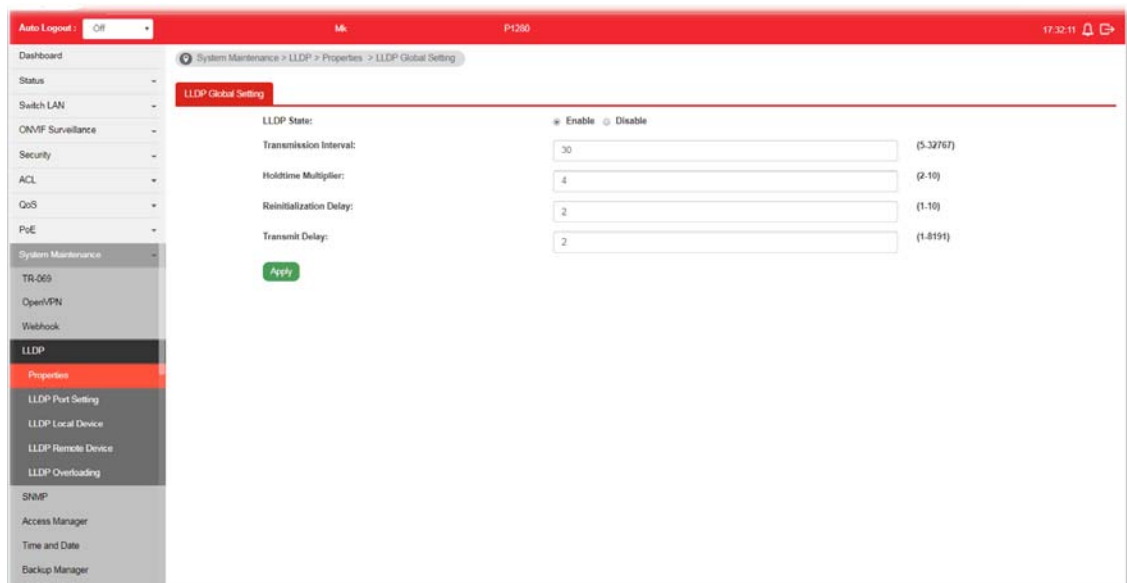 Auto Logout : Off Mk P1280 17:32:11
Dashboard
Status
Switch LAN
ONVIF Surveillance
Security
ACL
QoS
PoE
System Maintenance
TR-069
OpenVPN
Webhook
LLDP
Properties
LLDP Port Setting
LLDP Local Device
LLDP Remote Device
LLDP Overloading
SNMP
Access Manager
Time and Date
Backup Manager
System Maintenance > LLDP > Properties > LLDP Global Setting
LLDP Global Setting
LLDP State: Enable Disable
Transmission Interval: 30 (5-32767)
Holdtime Multiplier: 4 (2-10)
Reinitialization Delay: 2 (1-10)
Transmit Delay: 2 (1-8191)
Apply